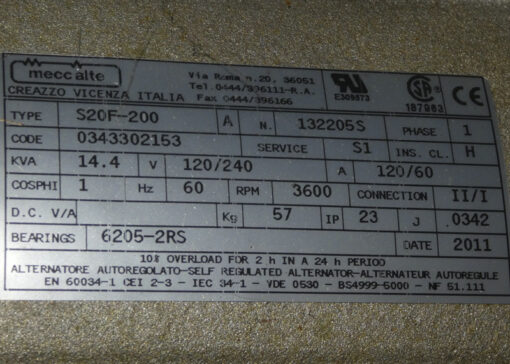 meccalte
Via Roma n.20, 36051
Tel.0444/396111-R.A.
CREAZZO VICENZA ITALIA Fax 0444/396166
E309573
187963
TYPE S20F-200 A N. 132205S PHASE 1
CODE 0343302153 SERVICE S1 INS. CL. H
KVA 14.4 V 120/240 A 120/60
COSPHI 1 Hz 60 RPM 3600 CONNECTION II/I
D.C. V/A Kg 57 IP 23 J .0342
BEARINGS 6205-2RS DATE 2011
10% OVERLOAD FOR 2 h IN A 24 h PERIOD
ALTERNATORE AUTOREGOLATO-SELF REGULATED ALTERNATOR-ALTERNATEUR AUTOREGULE
EN 60034-1 CEI 2-3 - IEC 34-1 - VDE 0530 - BS4999-5000 - NF 51.111